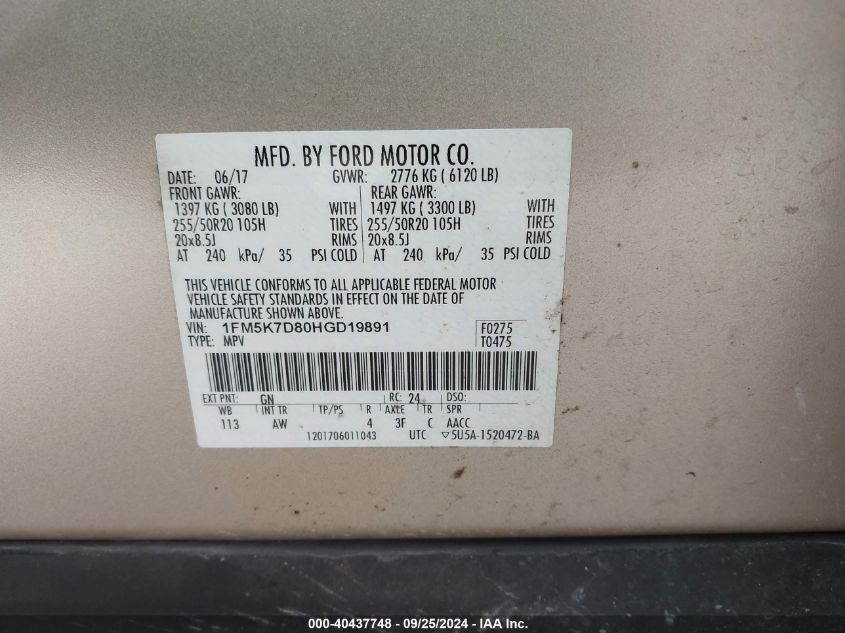 MFD. BY FORD MOTOR CO.
DATE: 06/17 GVWR: 2776 KG ( 6120 LB)
FRONT GAWR: REAR GAWR:
1397 KG ( 3080 LB) WITH 1497 KG ( 3300 LB) WITH
255/50R20 105H TIRES 255/50R20 105H TIRES
20x8.5J RIMS 20x8.5J RIMS
AT 240 kPa/ 35 PSI COLD AT 240 kPa/ 35 PSI COLD
THIS VEHICLE CONFORMS TO ALL APPLICABLE FEDERAL MOTOR
VEHICLE SAFETY STANDARDS IN EFFECT ON THE DATE OF
MANUFACTURE SHOWN ABOVE.
VIN: 1FM5K7D80HGD19891 F0275
TYPE: MPV T0475
EXT PNT: GN RC: 24 DSO:
WB INT TR TP/PS R AXLE TR SPR
113 AW 4 3F C AACC
1201706011043 UTC ▽5U5A-1520472-BA
000-40437748 - 09/25/2024 - IAA Inc.